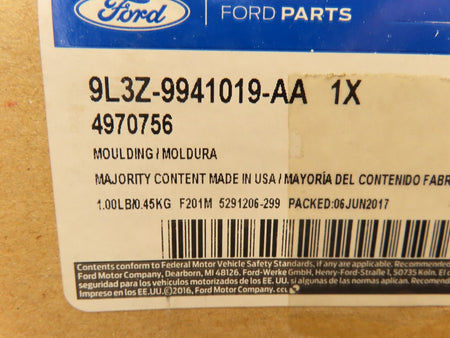 Ford FORD PARTS
9L3Z-9941019-AA 1X
4970756
MOULDING / MOLDURA
MAJORITY CONTENT MADE IN USA / MAYORÍA DEL CONTENIDO FABR
1.00LB/0.45KG F201M 5291206-299 PACKED:06JUN2017
Contents conform to Federal Motor Vehicle Safety Standards, if any are applicable. Recommended
Ford Motor Company, Dearborn, MI 48126. Ford-Werke GmbH, Henry-Ford-Straße 1, 50735 Köln. El c
seguridad para los vehículos motorizados de los EE. UU. si algunas de las normas aplican. Recomen
Impreso en los EE.UU.©2016, Ford Motor Company.